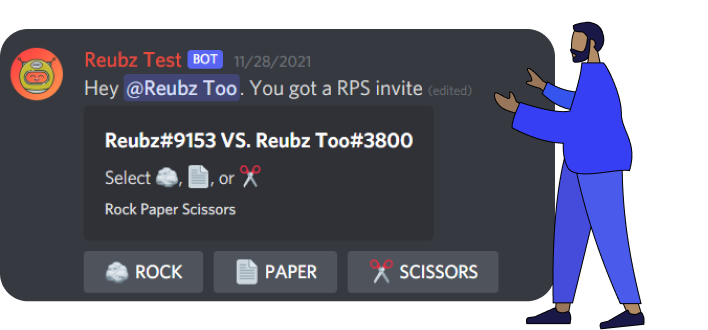 Reubz Test BOT 11/28/2021
Hey @Reubz Too. You got a RPS invite (edited)
Reubz#9153 VS. Reubz Too#3800
Select 🪨, 📄, or ✂️
Rock Paper Scissors
🪨 ROCK 📄 PAPER ✂️ SCISSORS